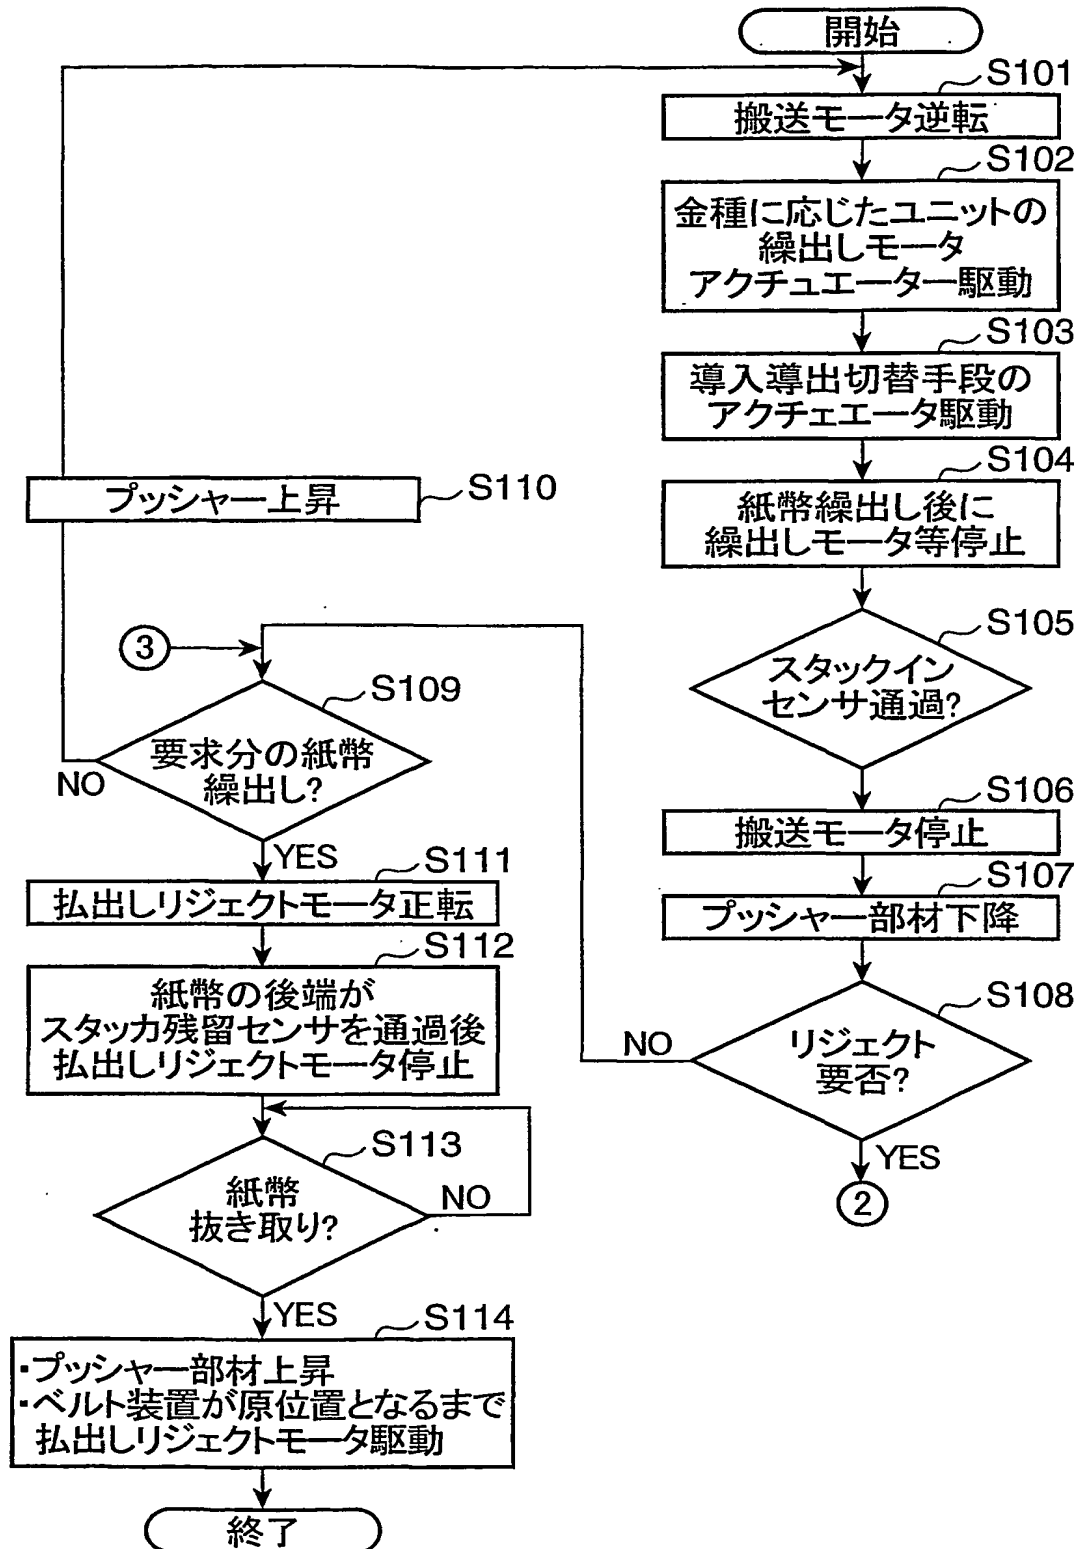 開始
S101
搬送モータ逆転
S102
金種に応じたユニットの
繰出しモータ
アクチュエーター駆動
S103
導入導出切替手段の
アクチェエータ駆動
S104
紙幣繰出し後に
繰出しモータ等停止
S105
スタックイン
センサ通過?
S106
搬送モータ停止
S107
プッシャー部材下降
S108
リジェクト
要否?
NO
YES
②
③
S109
要求分の紙幣
繰出し?
NO
YES
S110
プッシャー上昇
S111
払出しリジェクトモータ正転
S112
紙幣の後端が
スタッカ残留センサを通過後
払出しリジェクトモータ停止
S113
紙幣
抜き取り?
NO
YES
S114
・プッシャー部材上昇
・ベルト装置が原位置となるまで
払出しリジェクトモータ駆動
終了